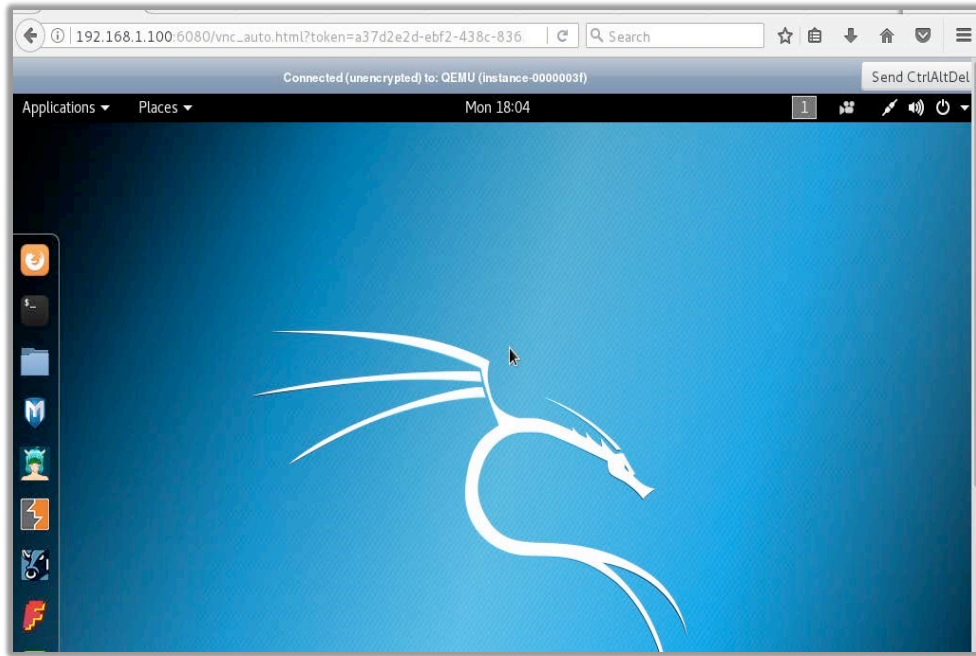 192.168.1.100:6080/vnc_auto.html?token=a37d2e2d-ebf2-438c-836 Search
Connected (unencrypted) to: QEMU (instance-0000003f) Send CtrlAltDel
Applications Places Mon 18:04 1
$_
M
F